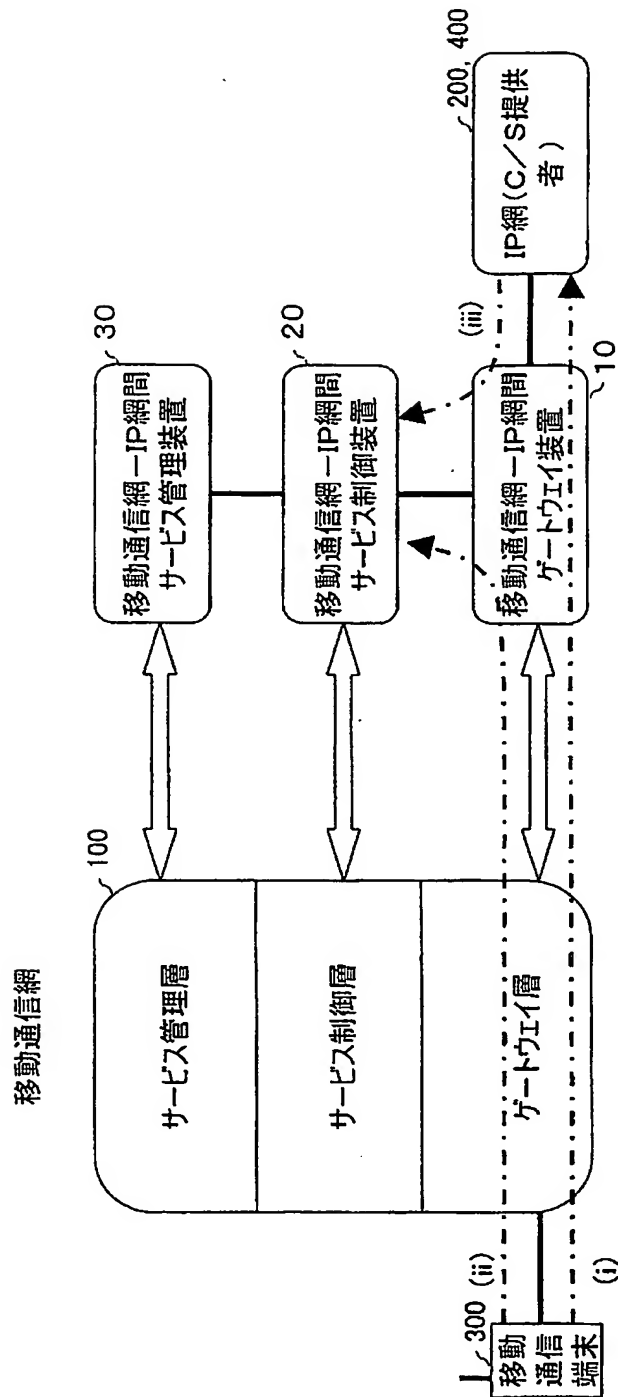 移動通信網
100
サービス管理層
サービス制御層
ゲートウェイ層
300
移動
通信
端末
(ii)
(i)
30
移動通信網－IP網間
サービス管理装置
20
移動通信網－IP網間
サービス制御装置
移動通信網－IP網間
ゲートウェイ装置
10
(iii)
200, 400
IP網(C／S提供
者)